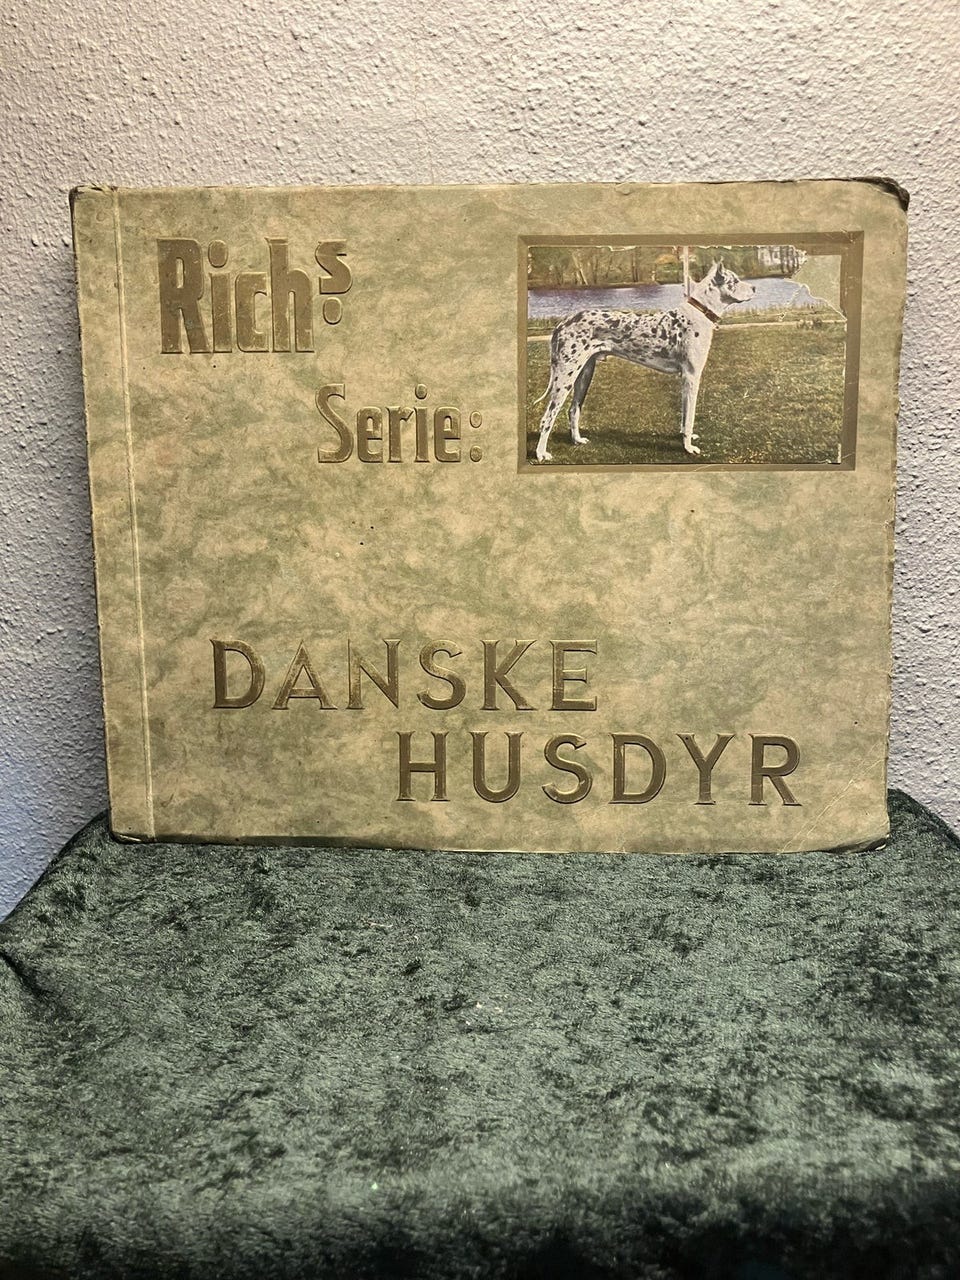 Richs.
Serie:
DANSKE
HUSDYR